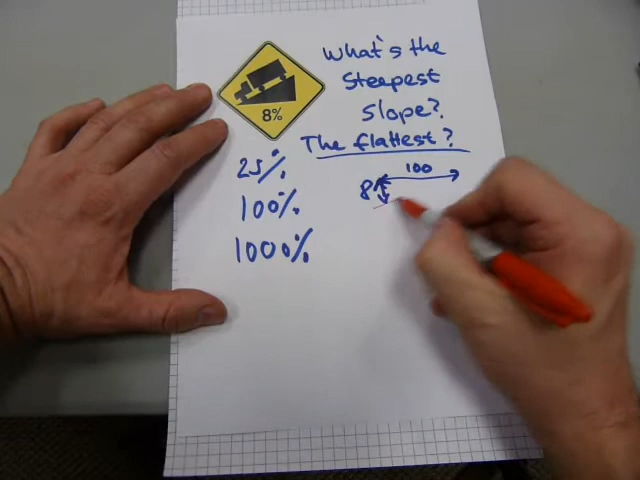 What's the
Steepest
Slope?
The flattest?
8%
25%
100%
1000%
100
8